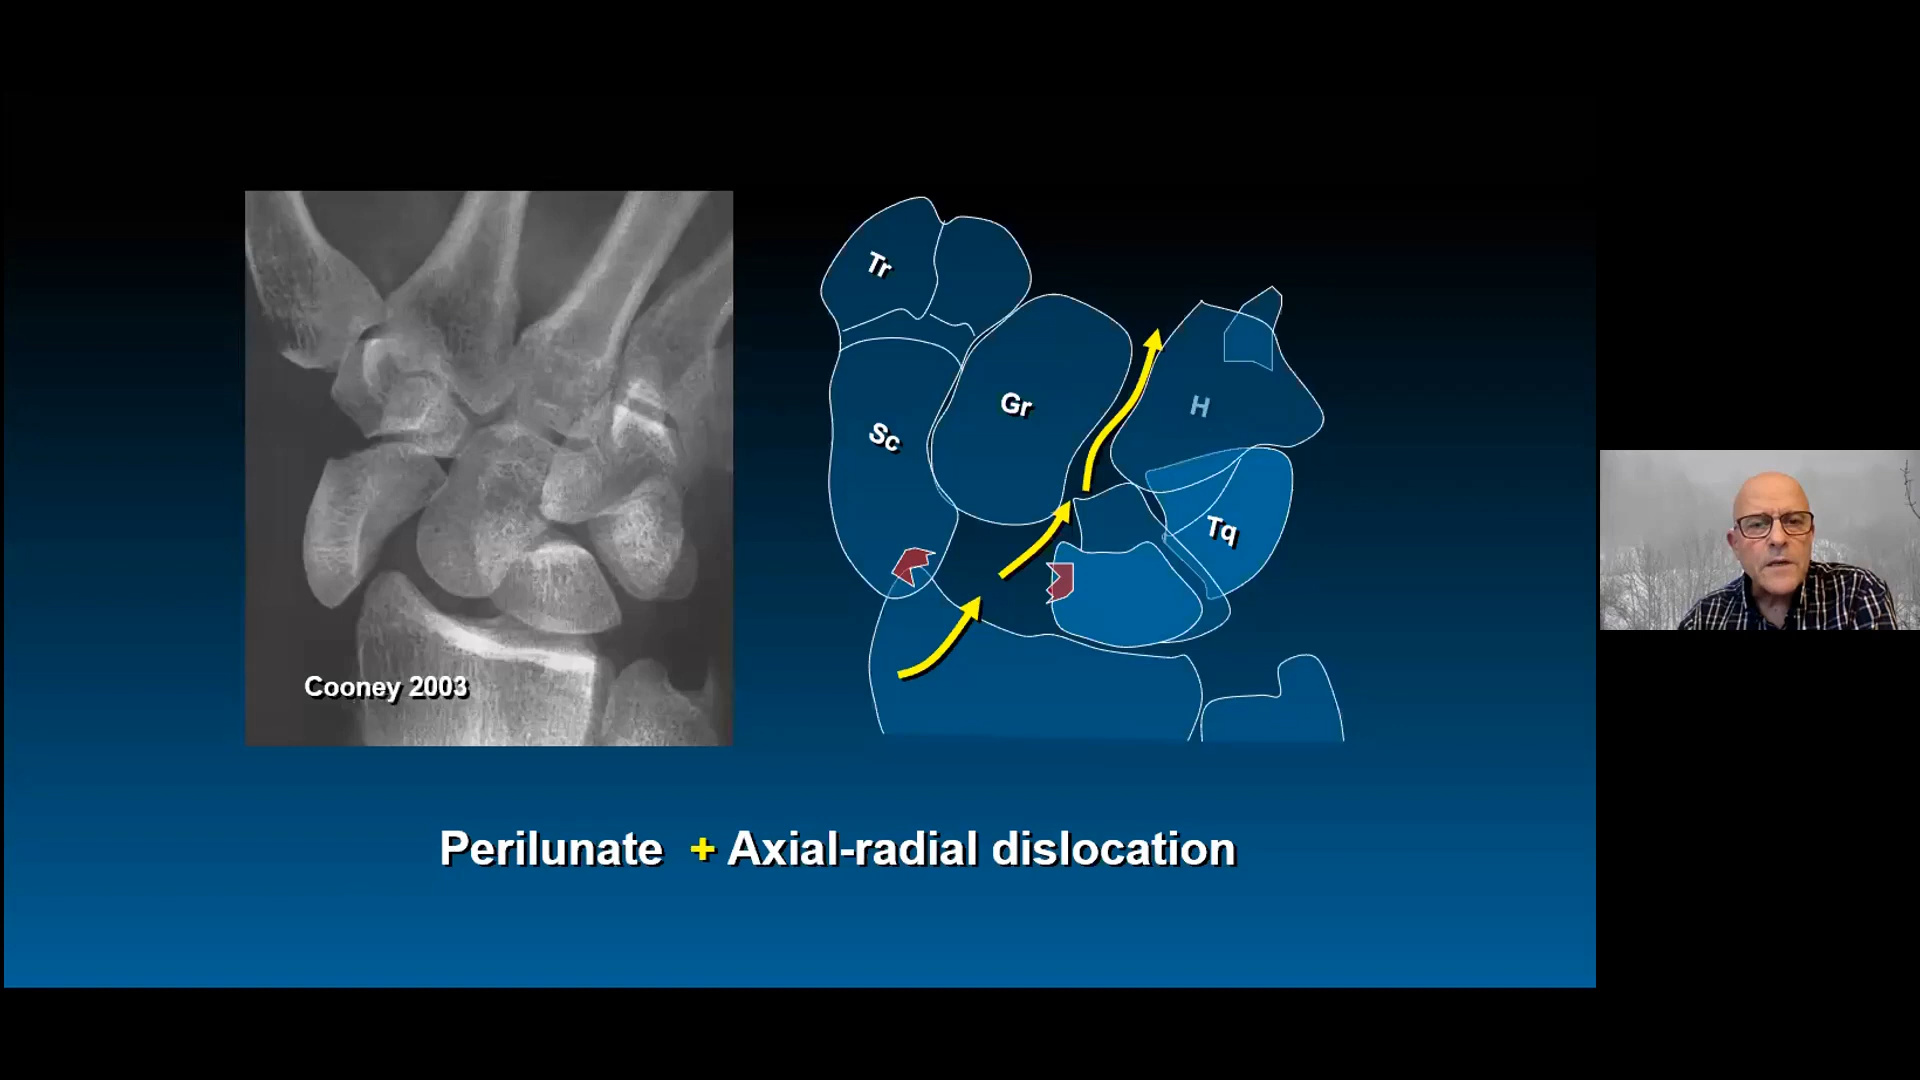 Tr
Gr
H
Sc
Tq
Cooney 2003
Perilunate + Axial-radial dislocation